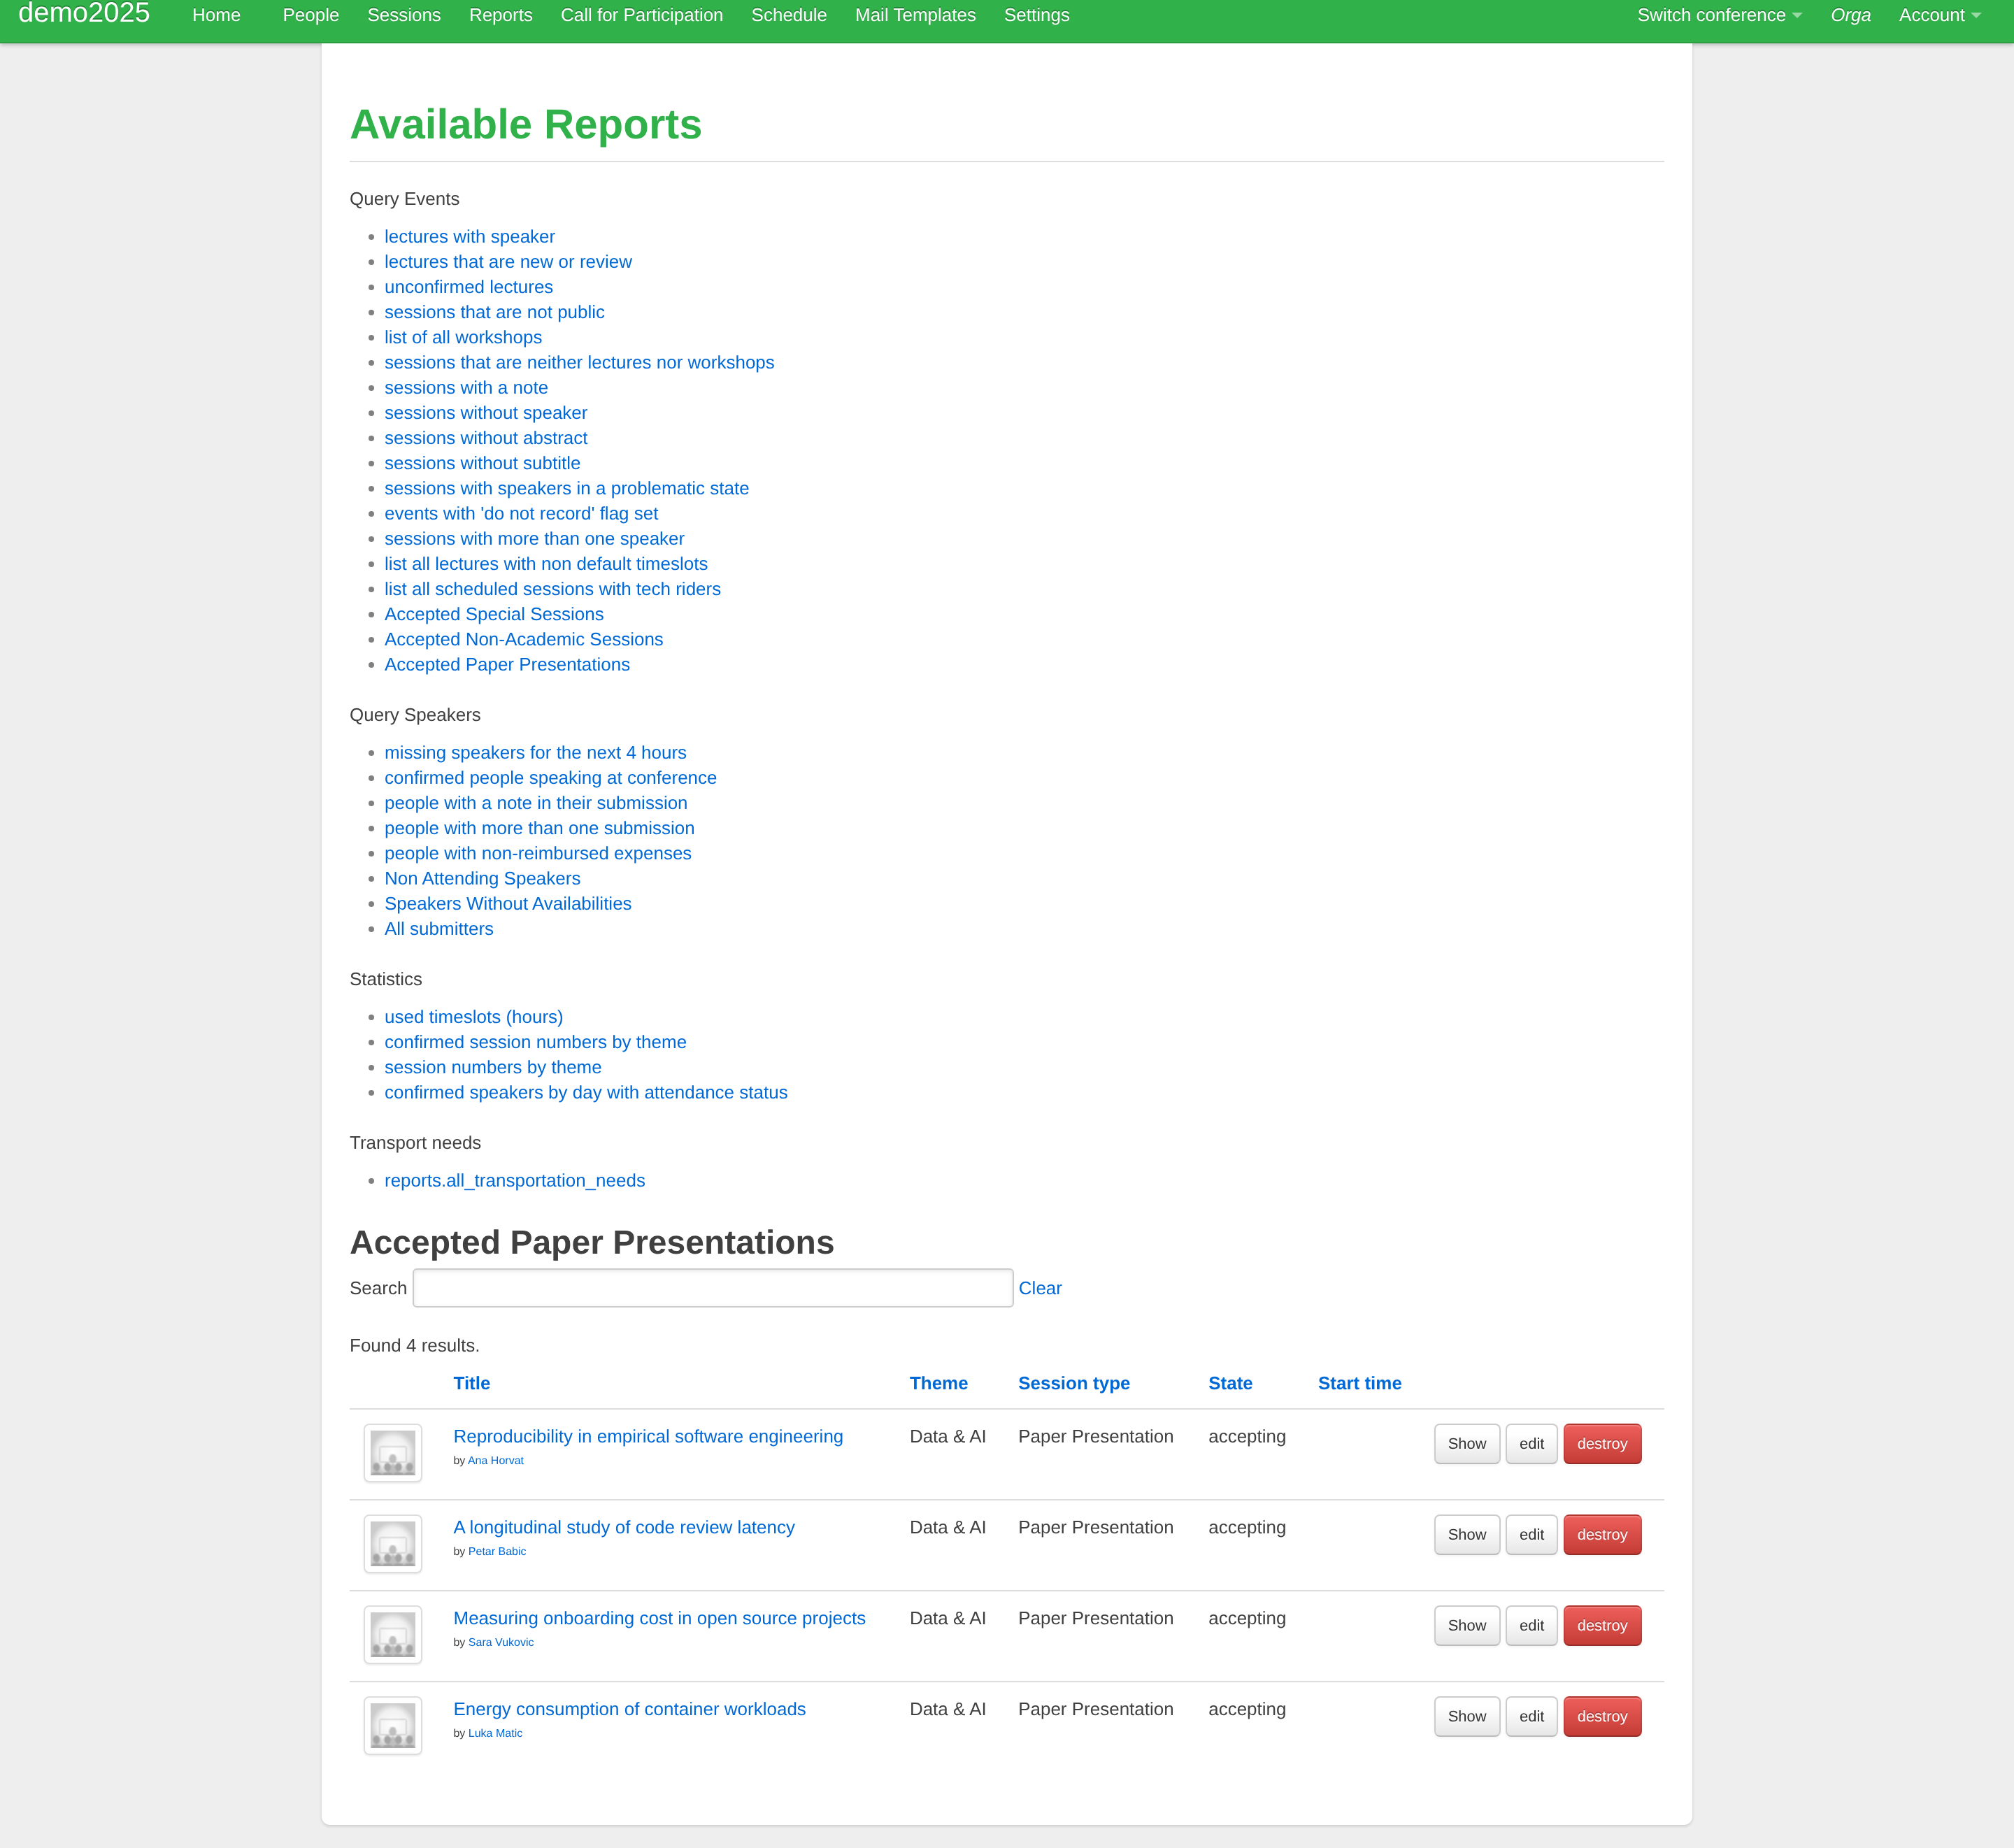 demo2025 Home People Sessions Reports Call for Participation Schedule Mail Templates Settings Switch conference Orga Account
Available Reports
Query Events
lectures with speaker
lectures that are new or review
unconfirmed lectures
sessions that are not public
list of all workshops
sessions that are neither lectures nor workshops
sessions with a note
sessions without speaker
sessions without abstract
sessions without subtitle
sessions with speakers in a problematic state
events with 'do not record' flag set
sessions with more than one speaker
list all lectures with non default timeslots
list all scheduled sessions with tech riders
Accepted Special Sessions
Accepted Non-Academic Sessions
Accepted Paper Presentations
Query Speakers
missing speakers for the next 4 hours
confirmed people speaking at conference
people with a note in their submission
people with more than one submission
people with non-reimbursed expenses
Non Attending Speakers
Speakers Without Availabilities
All submitters
Statistics
used timeslots (hours)
confirmed session numbers by theme
session numbers by theme
confirmed speakers by day with attendance status
Transport needs
reports.all_transportation_needs
Accepted Paper Presentations
Search Clear
Found 4 results.
Title Theme Session type State Start time
Reproducibility in empirical software engineering Data & AI Paper Presentation accepting Show edit destroy
by Ana Horvat
A longitudinal study of code review latency Data & AI Paper Presentation accepting Show edit destroy
by Petar Babic
Measuring onboarding cost in open source projects Data & AI Paper Presentation accepting Show edit destroy
by Sara Vukovic
Energy consumption of container workloads Data & AI Paper Presentation accepting Show edit destroy
by Luka Matic